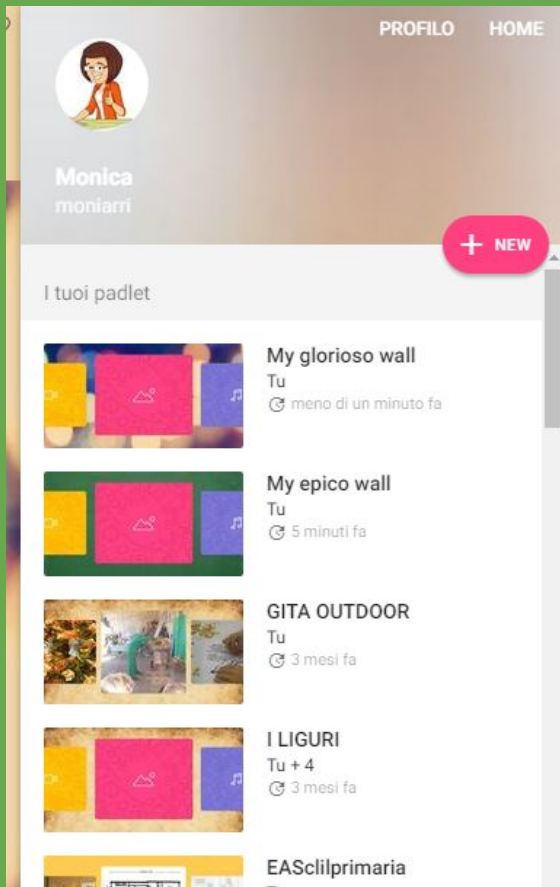 PROFILO HOME
Monica
moniarri
+ NEW
I tuoi padlet
My glorioso wall
Tu
meno di un minuto fa
My epico wall
Tu
5 minuti fa
GITA OUTDOOR
Tu
3 mesi fa
I LIGURI
Tu + 4
3 mesi fa
EASclilprimaria